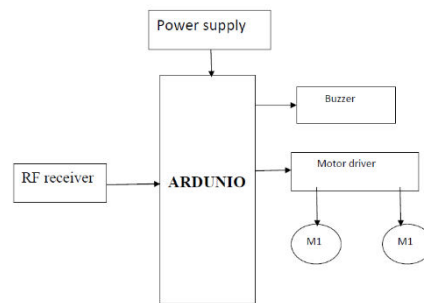 Power supply
Buzzer
Motor driver
RF receiver
ARDUNIO
M1
M1